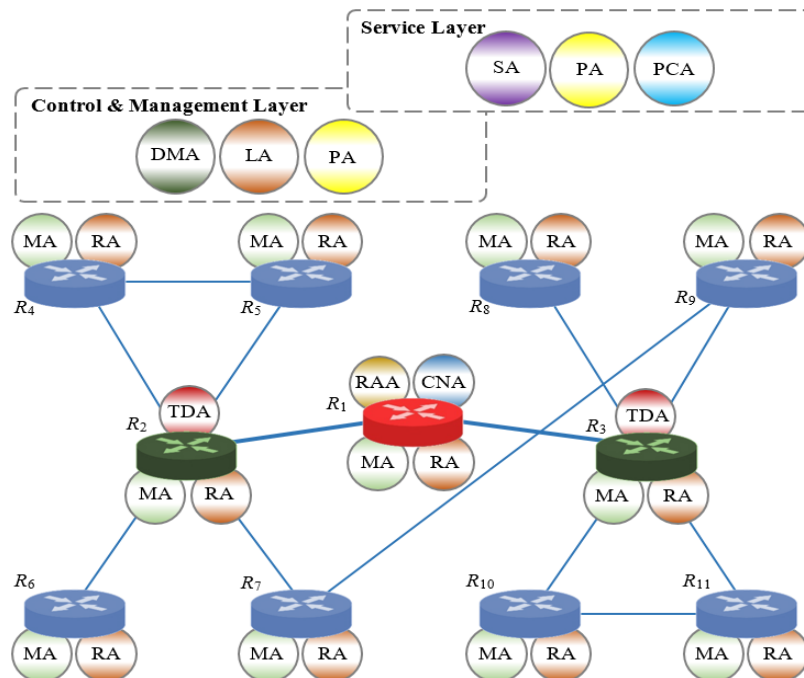 Service Layer
SA PA PCA
Control & Management Layer
DMA LA PA
MA RA MA RA MA RA MA RA
R4 R5 R8 R9
RAA CNA
R1
TDA TDA
R2 R3
MA RA
MA RA MA RA
R6 R7 R10 R11
MA RA MA RA MA RA MA RA